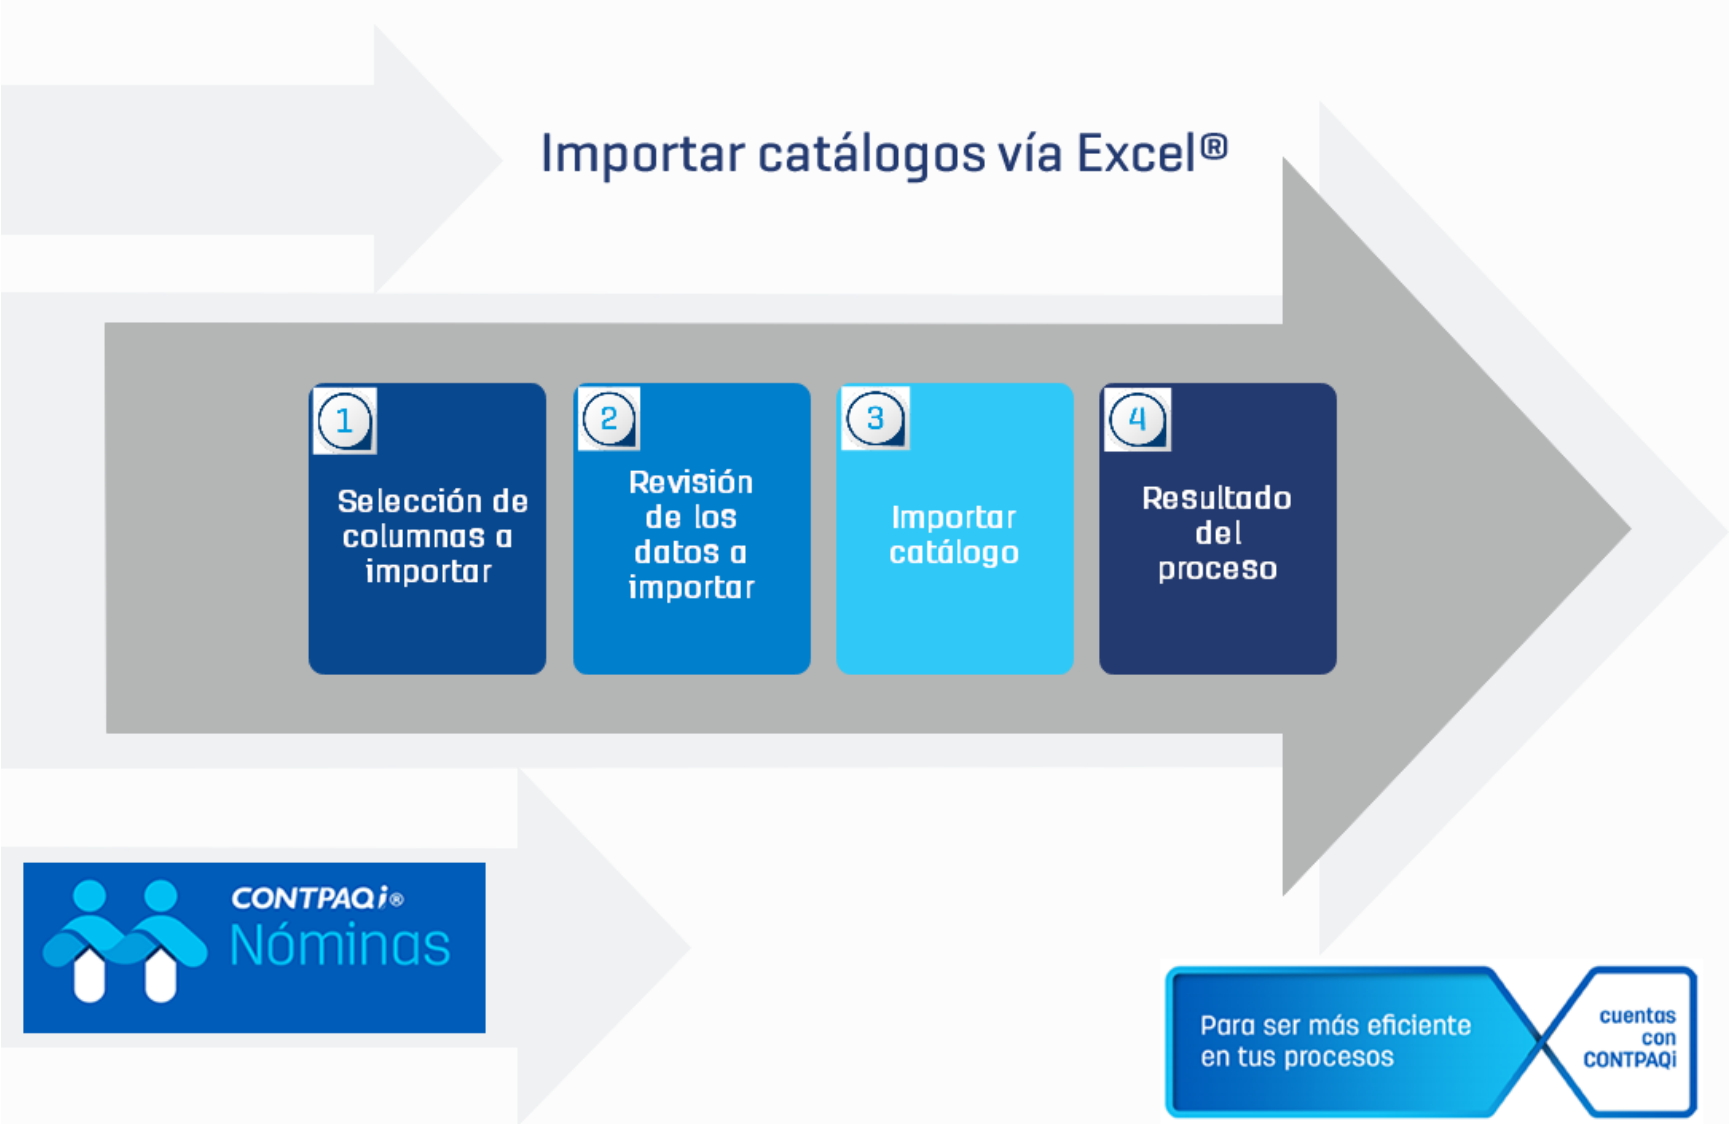 Importar catálogos vía Excel®
1
Selección de
columnas a
importar
2
Revisión
de los
datos a
importar
3
Importar
catálogo
4
Resultado
del
proceso
CONTPAQi®
Nóminas
Para ser más eficiente
en tus procesos
cuentas
con
CONTPAQi